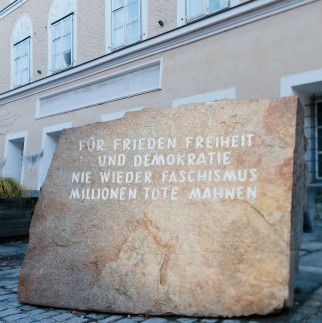 FÜR FRIEDEN FREIHEIT
UND DEMOKRATIE
NIE WIEDER FASCHISMUS
MILLIONEN TOTE MAHNEN